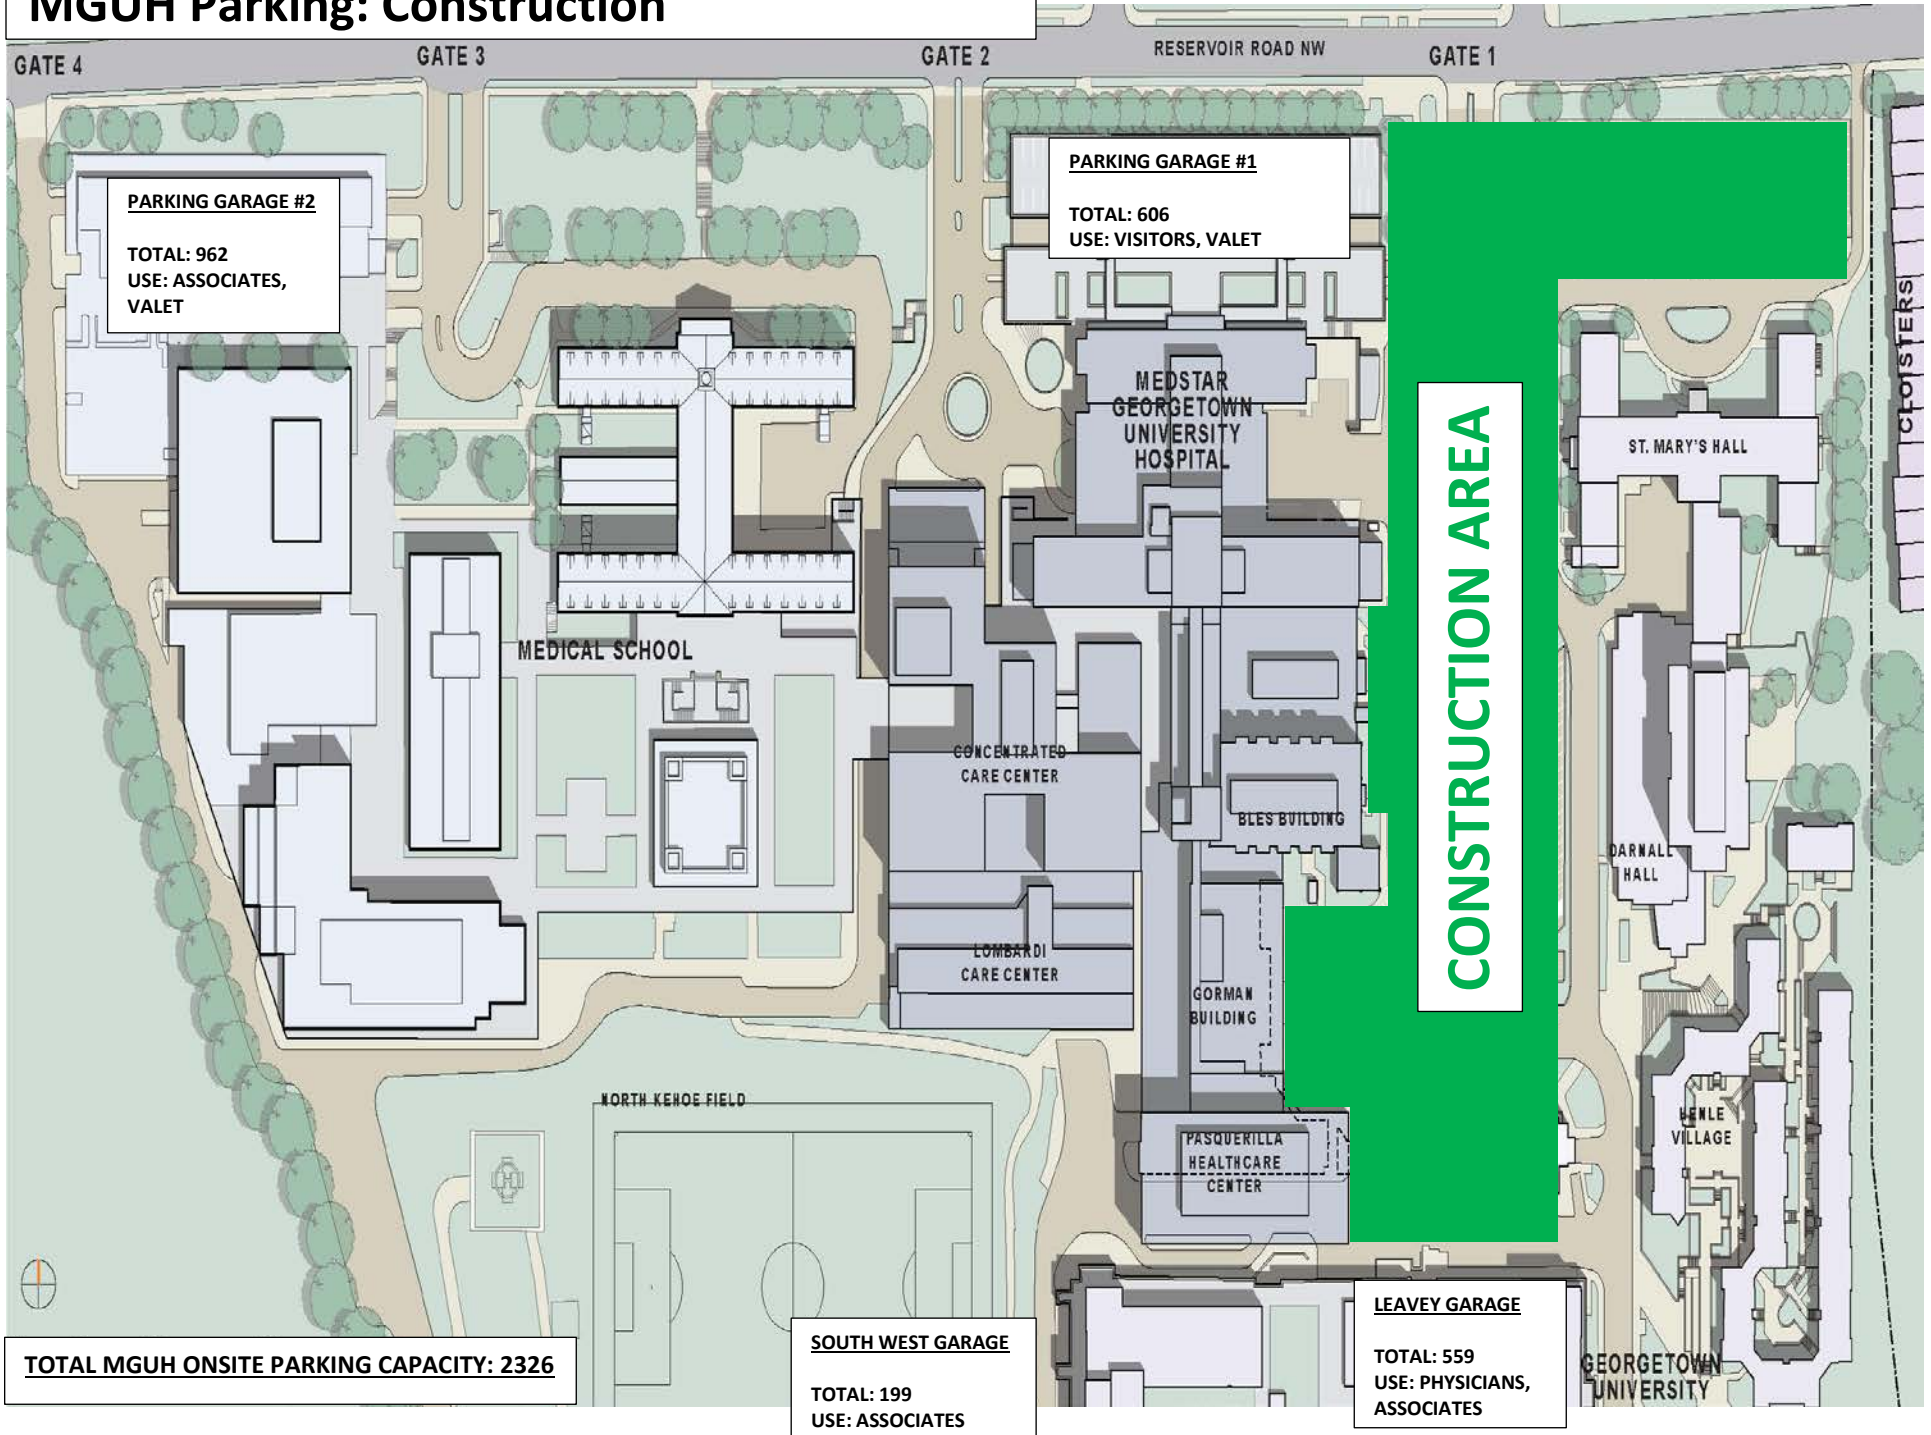 MGUH Parking: Construction
GATE 4
GATE 3
GATE 2
RESERVOIR ROAD NW
GATE 1
PARKING GARAGE #2
TOTAL: 962
USE: ASSOCIATES,
VALET
PARKING GARAGE #1
TOTAL: 606
USE: VISITORS, VALET
CLOISTERS
MEDSTAR
GEORGETOWN
UNIVERSITY
HOSPITAL
ST. MARY'S HALL
CONSTRUCTION AREA
MEDICAL SCHOOL
CONCENTRATED
CARE CENTER
BLES BUILDING
DARNALL
HALL
LOMBARDI
CARE CENTER
GORMAN
BUILDING
NORTH KEHOE FIELD
HENLE
VILLAGE
PASQUERILLA
HEALTHCARE
CENTER
TOTAL MGUH ONSITE PARKING CAPACITY: 2326
SOUTH WEST GARAGE
TOTAL: 199
USE: ASSOCIATES
LEAVEY GARAGE
TOTAL: 559
USE: PHYSICIANS,
ASSOCIATES
GEORGETOWN
UNIVERSITY